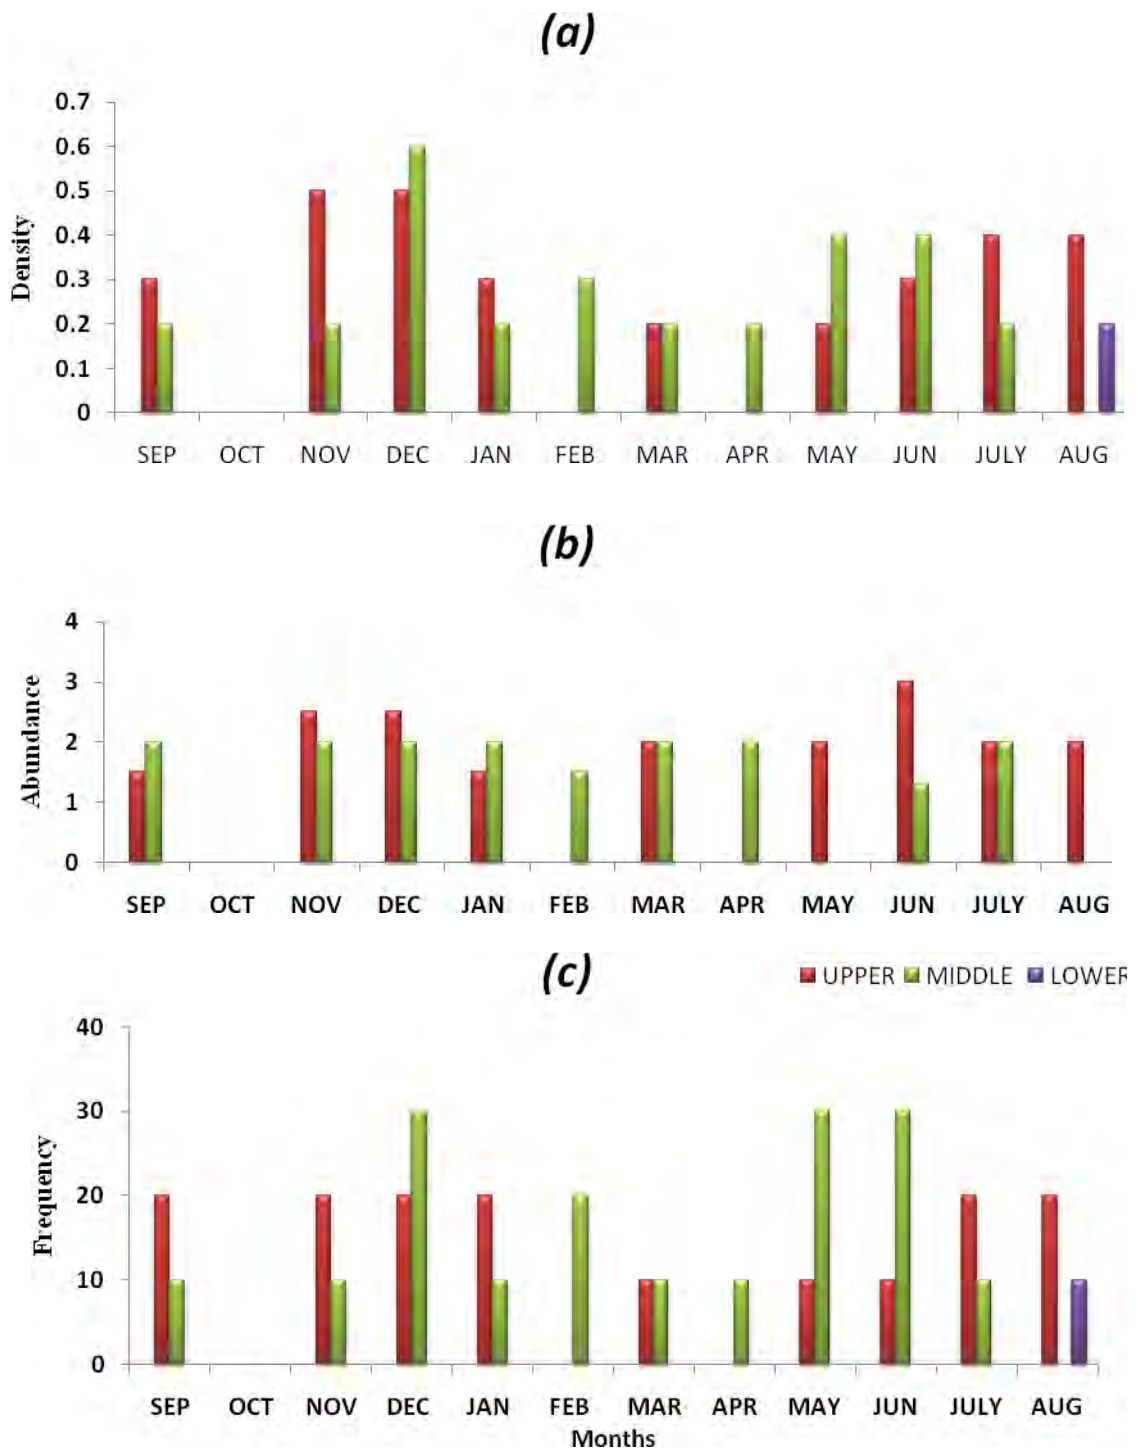 (a)
0.7
0.6
0.5
0.4
0.3
0.2
0.1
0
Density
SEP OCT NOV DEC JAN FEB MAR APR MAY JUN JULY AUG
(b)
4
3
2
1
0
Abundance
SEP OCT NOV DEC JAN FEB MAR APR MAY JUN JULY AUG
(c)
UPPER MIDDLE LOWER
40
30
20
10
0
Frequency
SEP OCT NOV DEC JAN FEB MAR APR MAY JUN JULY AUG
Months